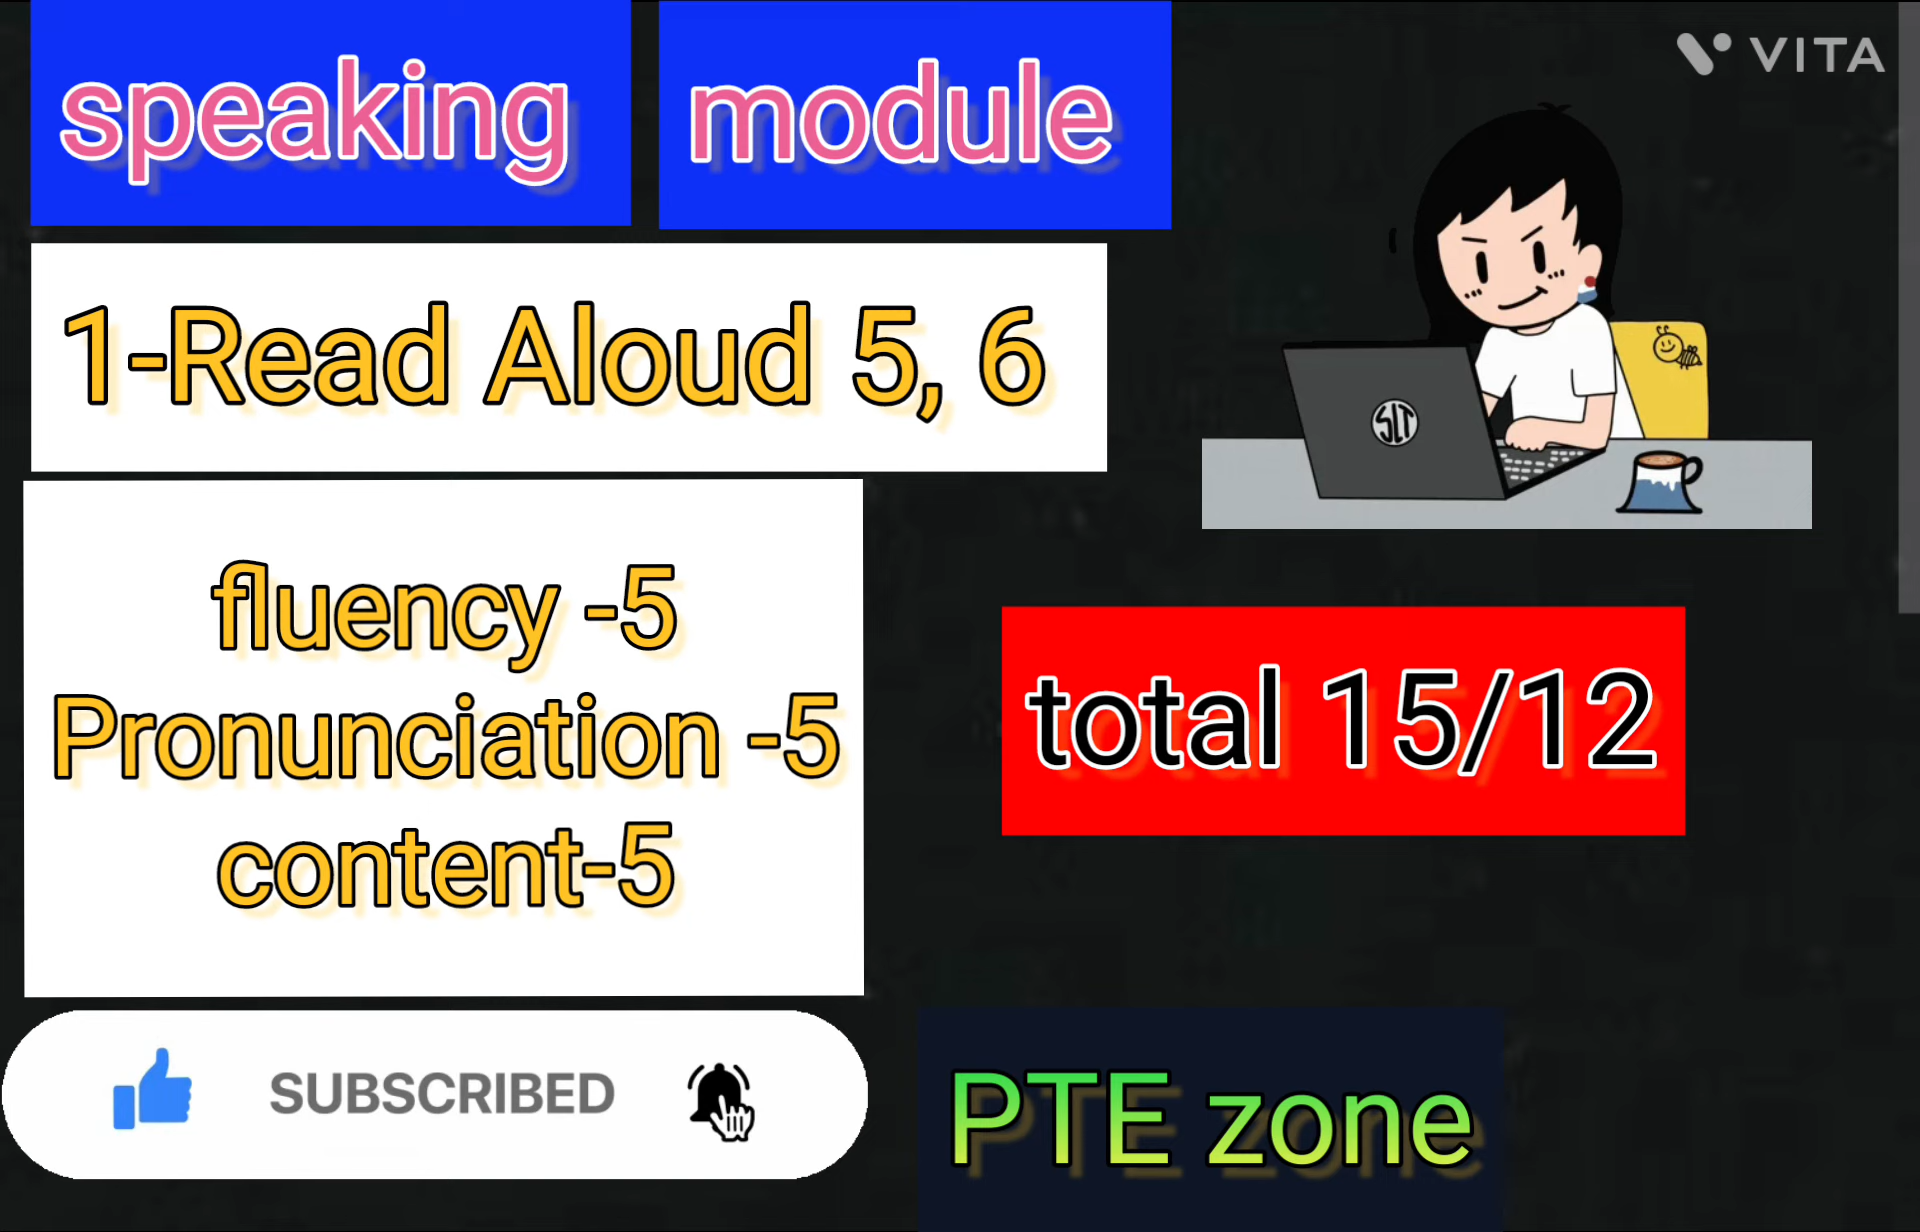 speaking module
VITA
1-Read Aloud 5, 6
SLT
fluency -5
Pronunciation -5
content-5
total 15/12
SUBSCRIBED
PTE zone